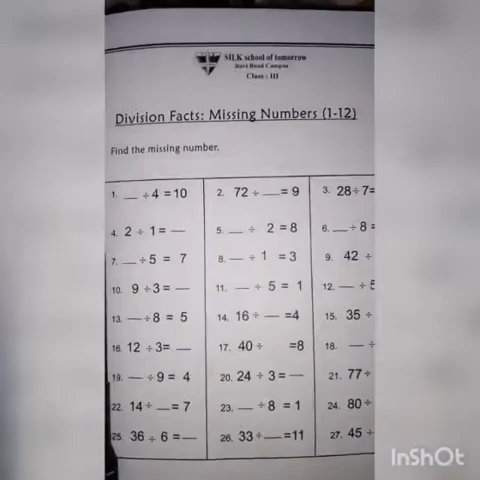 SILK school of tomorrow
Ravi Road Campus
Class : III
Division Facts: Missing Numbers (1-12)
Find the missing number.
1. __ ÷ 4 = 10 2. 72 ÷ __ = 9 3. 28÷7=
4. 2 ÷ 1 = __ 5. __ ÷ 2 = 8 6. __ ÷ 8 =
7. __ ÷ 5 = 7 8. __ ÷ 1 = 3 9. 42 ÷
10. 9 ÷ 3 = __ 11. __ ÷ 5 = 1 12. __ ÷ 5
13. __ ÷ 8 = 5 14. 16 ÷ __ =4 15. 35 ÷
16. 12 ÷ 3= __ 17. 40 ÷ =8 18. __ ÷
19. __ ÷ 9 = 4 20. 24 ÷ 3 = __ 21. 77÷
22. 14 ÷ __ = 7 23. __ ÷ 8 = 1 24. 80 ÷
25. 36 ÷ 6 = __ 26. 33 ÷ __ =11 27. 45 ÷
InShOt